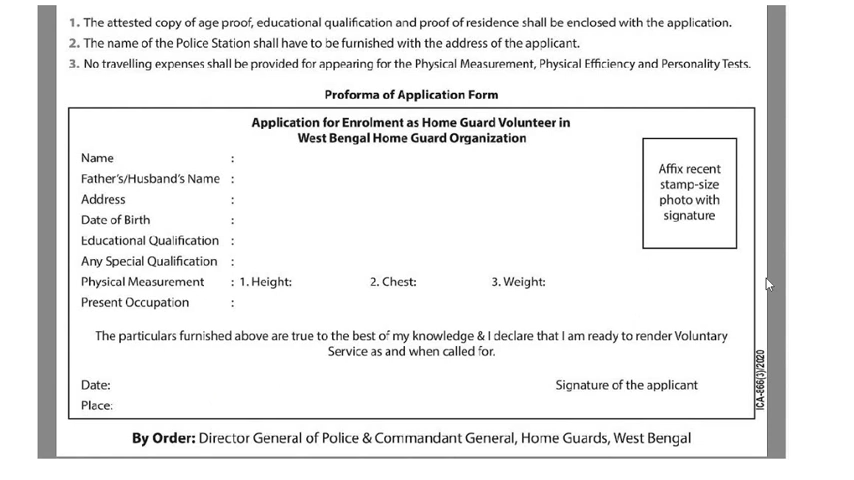 1. The attested copy of age proof, educational qualification and proof of residence shall be enclosed with the application.
2. The name of the Police Station shall have to be furnished with the address of the applicant.
3. No travelling expenses shall be provided for appearing for the Physical Measurement, Physical Efficiency and Personality Tests.
Proforma of Application Form
Application for Enrolment as Home Guard Volunteer in
West Bengal Home Guard Organization
Affix recent
stamp-size
photo with
signature
Name :
Father's/Husband's Name :
Address :
Date of Birth :
Educational Qualification :
Any Special Qualification :
Physical Measurement : 1. Height: 2. Chest: 3. Weight:
Present Occupation :
The particulars furnished above are true to the best of my knowledge & I declare that I am ready to render Voluntary
Service as and when called for.
Date: Signature of the applicant
Place:
ICA-866(3)/2020
By Order: Director General of Police & Commandant General, Home Guards, West Bengal